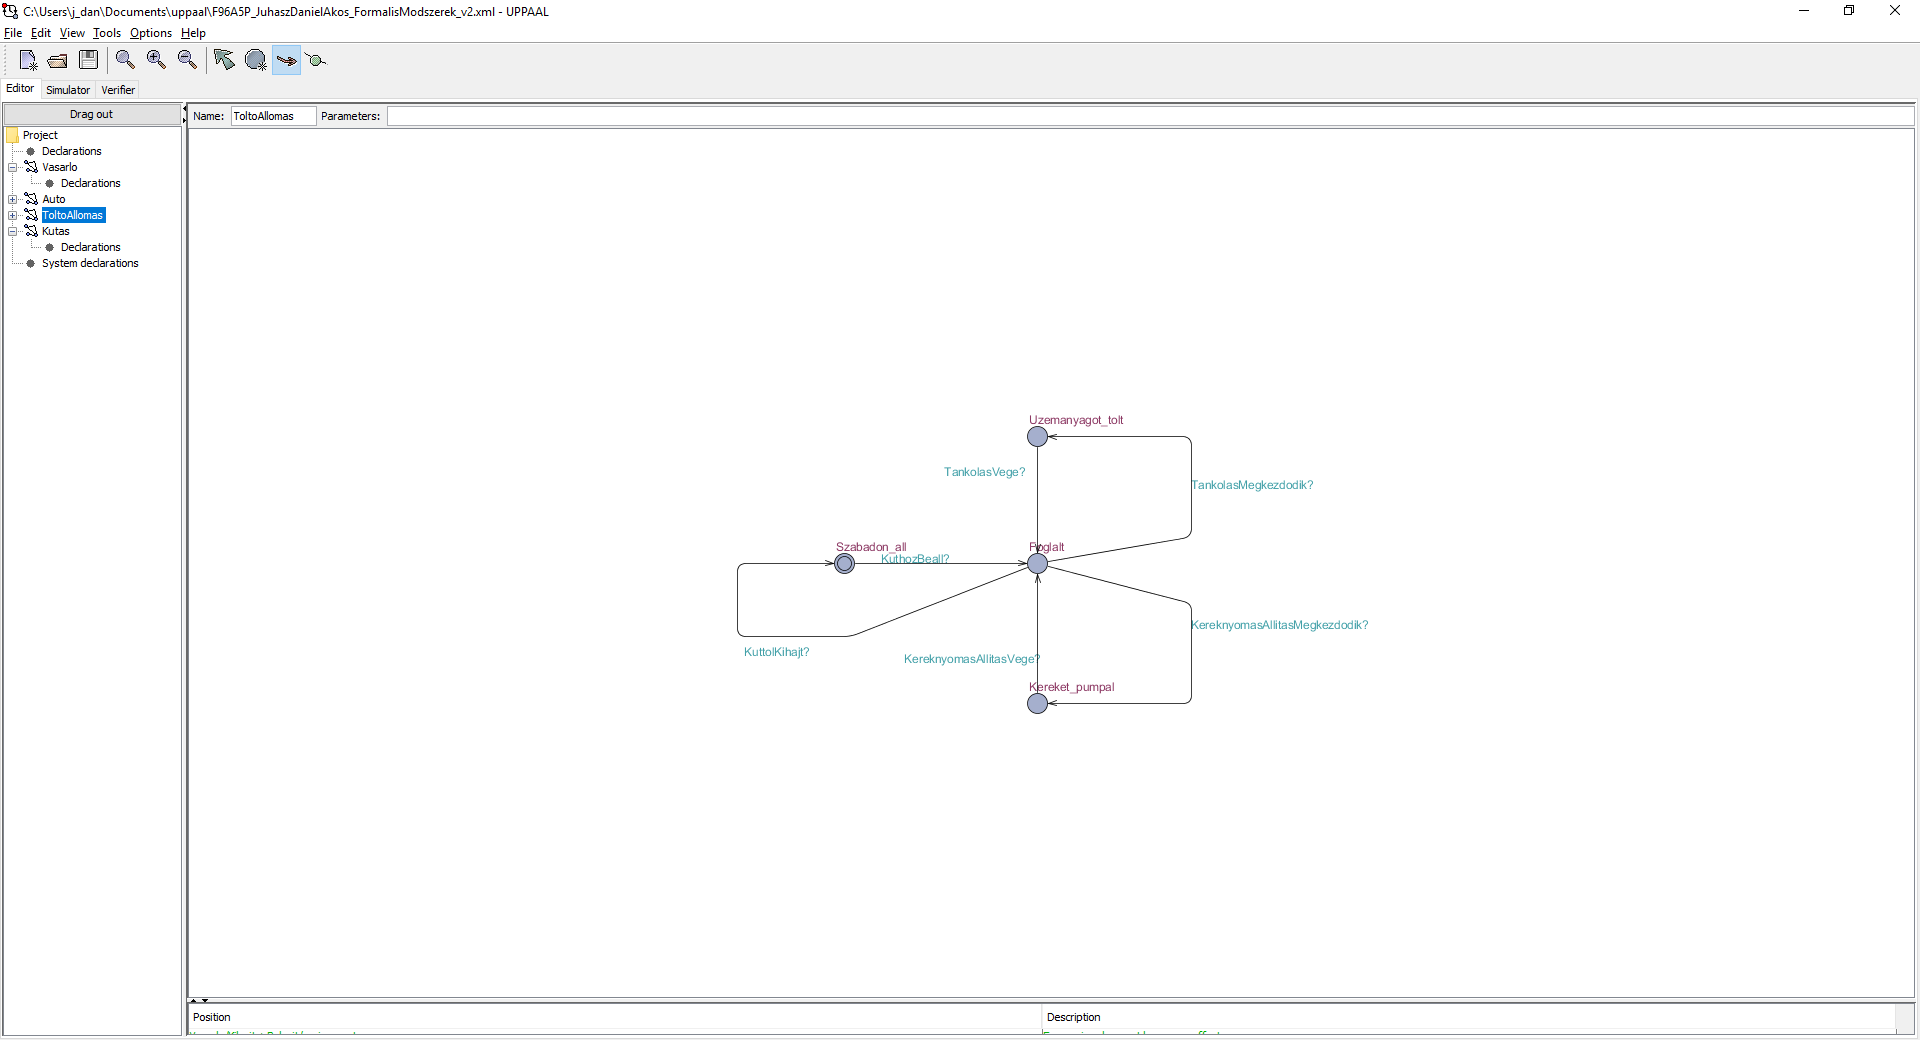 C:\Users\j_dan\Documents\uppaal\F96A5P_JuhaszDanielAkos_FormalisModszerek_v2.xml - UPPAAL
File Edit View Tools Options Help
Editor Simulator Verifier
Drag out
Name: ToltoAllomas Parameters:
Project
Declarations
Vasarlo
Declarations
Auto
ToltoAllomas
Kutas
Declarations
System declarations
Uzemanyagot_tolt
TankolasVege?
TankolasMegkezdodik?
Szabadon_all
Foglalt
KuthozBeall?
KereknyomasAllitasMegkezdodik?
KuttolKihajt?
KereknyomasAllitasVege?
Kereket_pumpal
Position Description